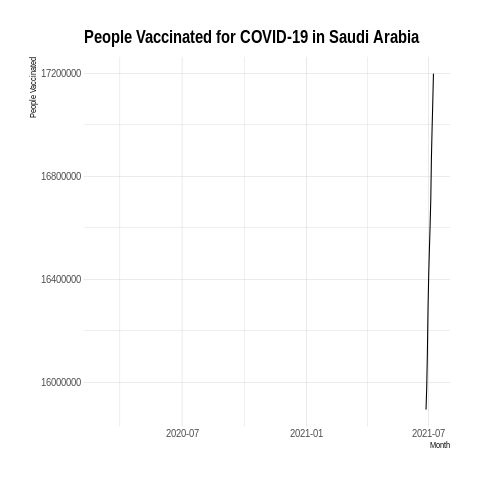 People Vaccinated for COVID-19 in Saudi Arabia
People Vaccinated
17200000
16800000
16400000
16000000
2020-07 2021-01 2021-07
Month